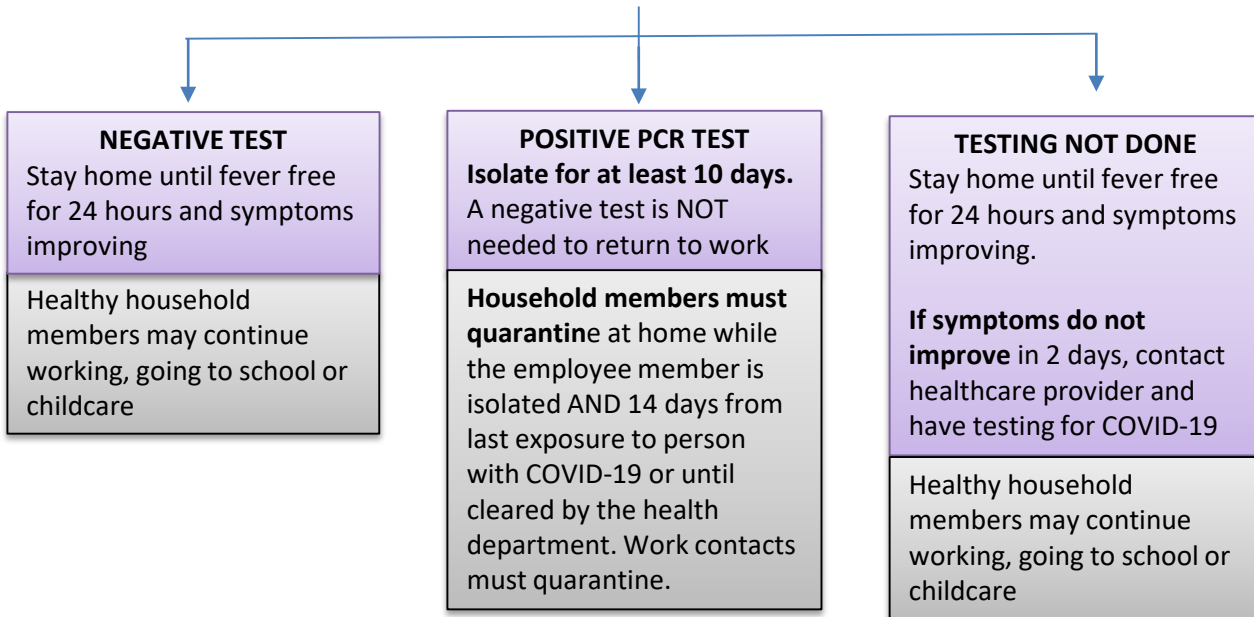 NEGATIVE TEST
Stay home until fever free
for 24 hours and symptoms
improving
Healthy household
members may continue
working, going to school or
childcare
POSITIVE PCR TEST
Isolate for at least 10 days.
A negative test is NOT
needed to return to work
Household members must
quarantine at home while
the employee member is
isolated AND 14 days from
last exposure to person
with COVID-19 or until
cleared by the health
department. Work contacts
must quarantine.
TESTING NOT DONE
Stay home until fever free
for 24 hours and symptoms
improving.
If symptoms do not
improve in 2 days, contact
healthcare provider and
have testing for COVID-19
Healthy household
members may continue
working, going to school or
childcare